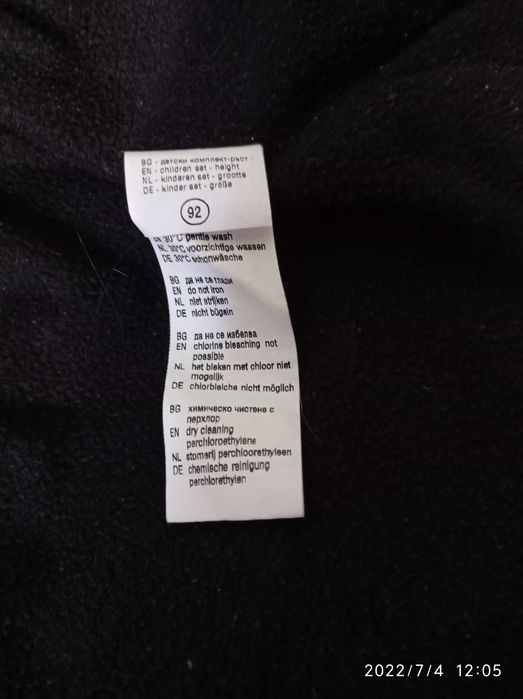 BG - детски комплект-ръст
EN - children set - height
NL - kinderen set - grootte
DE - kinder set - größe
92
EN 30°C gentle wash
NL 30°C voorzichtige wassen
DE 30°C schonwäsche
BG да не се глади
EN do not iron
NL niet strijken
DE nicht bügeln
BG да не се избелва
EN chlorine bleaching not
possible
NL het bleken met chloor niet
mogelijk
DE chlorbleiche nicht möglich
BG химическо чистене с
перхлор
EN dry cleaning
perchloroethylene
NL stomerij perchloorethyleen
DE chemische reinigung
perchlorethylen
2022/7/4 12:05